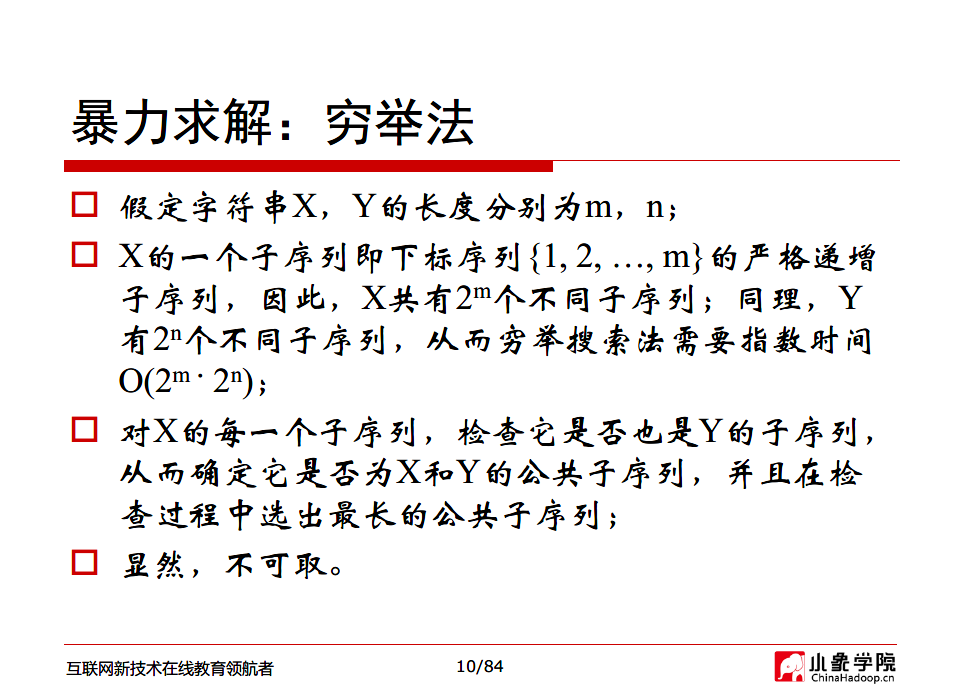 暴力求解：穷举法
□ 假定字符串X，Y的长度分别为m，n；
□ X的一个子序列即下标序列{1, 2, …, m}的严格递增
子序列，因此，X共有2ᵐ个不同子序列；同理，Y
有2ⁿ个不同子序列，从而穷举搜索法需要指数时间
O(2ᵐ · 2ⁿ)；
□ 对X的每一个子序列，检查它是否也是Y的子序列，
从而确定它是否为X和Y的公共子序列，并且在检
查过程中选出最长的公共子序列；
□ 显然，不可取。
互联网新技术在线教育领航者
10/84
小象学院
ChinaHadoop.cn